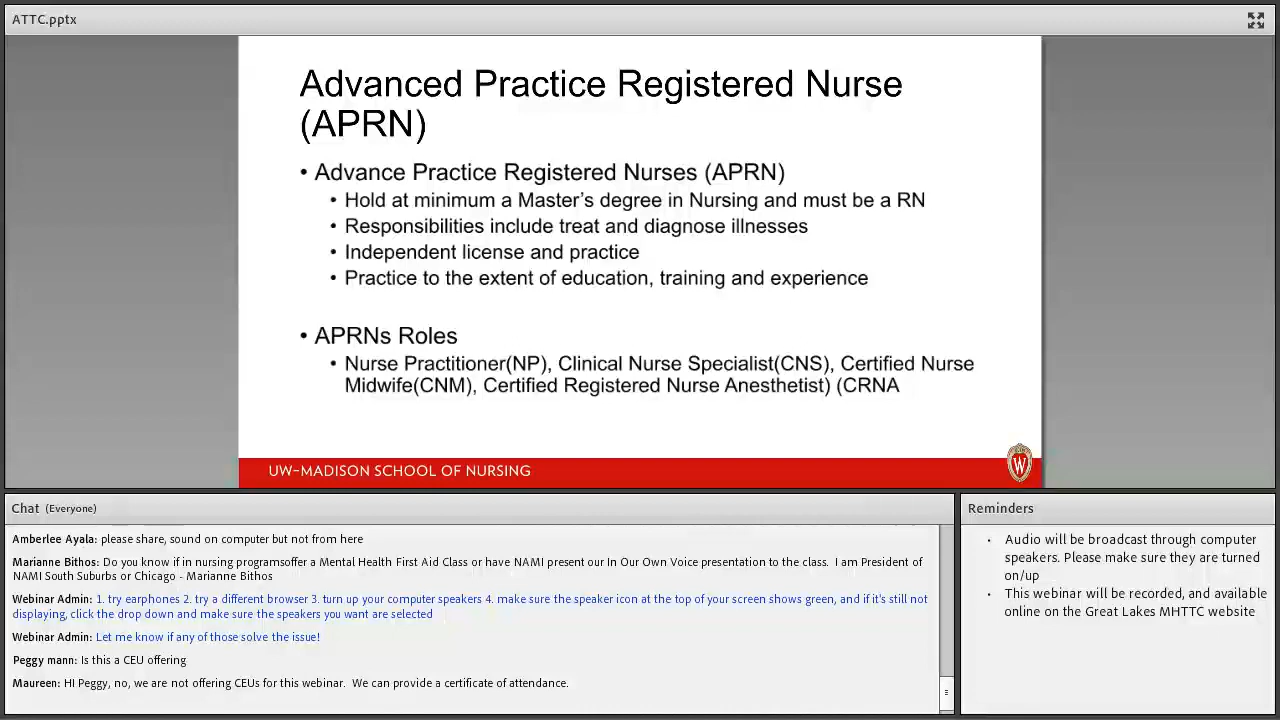 ATTC.pptx
Advanced Practice Registered Nurse
(APRN)
• Advance Practice Registered Nurses (APRN)
• Hold at minimum a Master's degree in Nursing and must be a RN
• Responsibilities include treat and diagnose illnesses
• Independent license and practice
• Practice to the extent of education, training and experience
• APRNs Roles
• Nurse Practitioner(NP), Clinical Nurse Specialist(CNS), Certified Nurse
Midwife(CNM), Certified Registered Nurse Anesthetist) (CRNA
UW-MADISON SCHOOL OF NURSING
W
Chat (Everyone)
Amberlee Ayala: please share, sound on computer but not from here
Marianne Bithos: Do you know if in nursing programsoffer a Mental Health First Aid Class or have NAMI present our In Our Own Voice presentation to the class. I am President of
NAMI South Suburbs or Chicago - Marianne Bithos
Webinar Admin: 1. try earphones 2. try a different browser 3. turn up your computer speakers 4. make sure the speaker icon at the top of your screen shows green, and if it's still not
displaying, click the drop down and make sure the speakers you want are selected
Webinar Admin: Let me know if any of those solve the issue!
Peggy mann: Is this a CEU offering
Maureen: HI Peggy, no, we are not offering CEUs for this webinar. We can provide a certificate of attendance.
Reminders
• Audio will be broadcast through computer
speakers. Please make sure they are turned
on/up
• This webinar will be recorded, and available
online on the Great Lakes MHTTC website